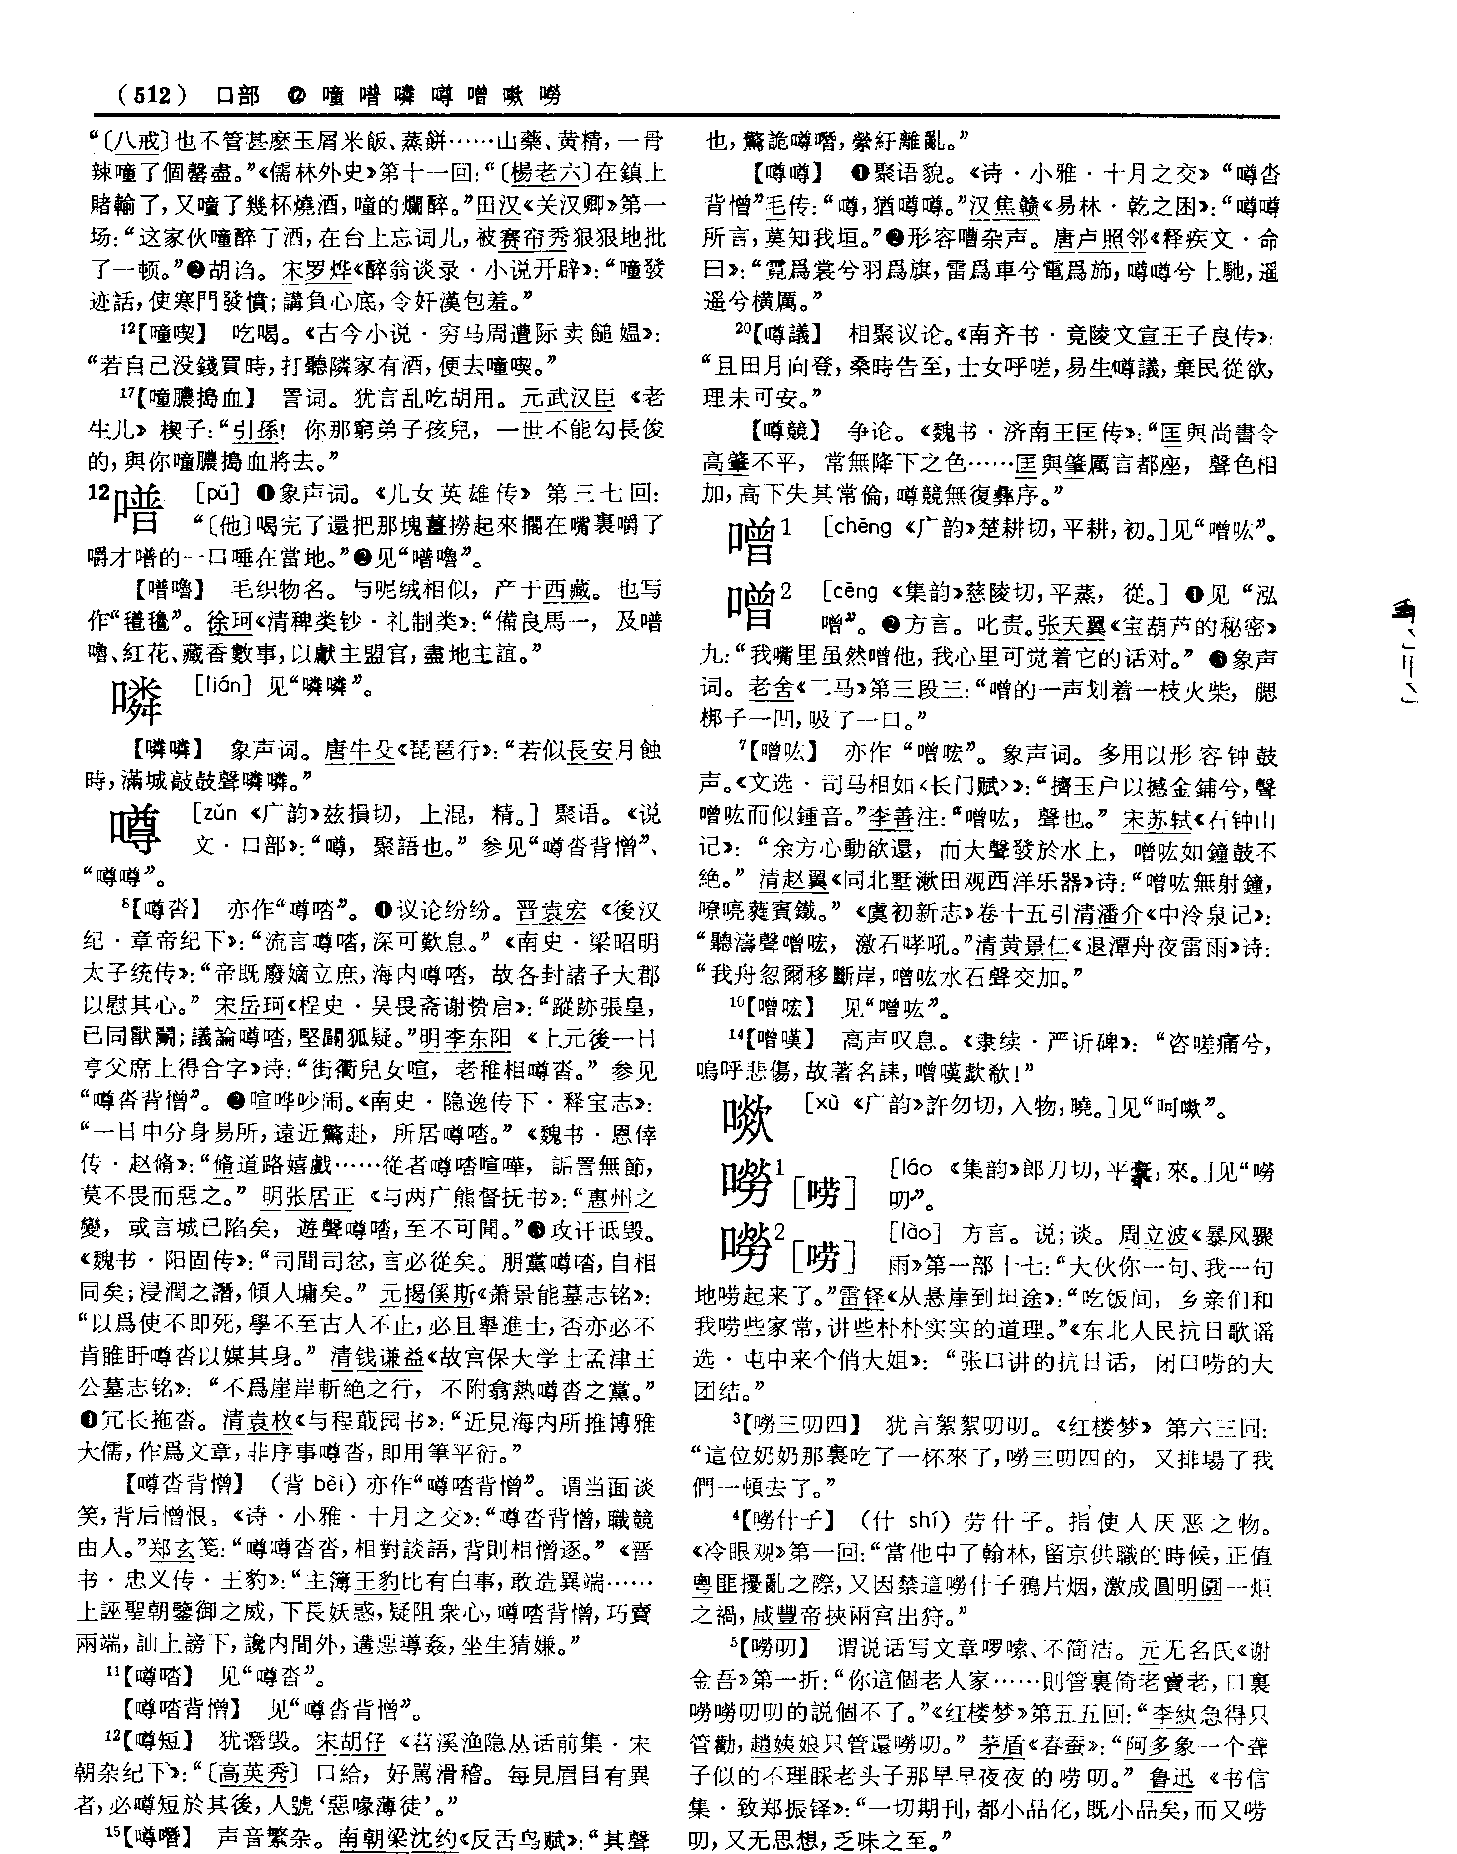 （512） 口部 ⓬ 噇噆噒噂噌㰲嘮
“〔八戒〕也不管甚麽玉屑米飯、蒸餅……山藥、黄精，一骨
辣噇了個罄盡。”《儒林外史》第十一回：“〔楊老六〕在鎮上
賭輸了，又噇了幾杯燒酒，噇的爛醉。”田汉《关汉卿》第一
场：“这家伙噇醉了酒，在台上忘词儿，被赛帘秀狠狠地批
了一顿。”❷胡诌。宋罗烨《醉翁谈录·小说开辟》：“噇發
迹話，使寒門發憤；講負心底，令奸漢包羞。”
12【噇喫】 吃喝。《古今小说·穷马周遭际卖䭔媪》：
“若自己没錢買時，打聽隣家有酒，便去噇喫。”
17【噇膿搗血】 詈词。犹言乱吃胡用。元武汉臣《老
生儿》楔子：“引孫！你那窮弟子孩兒，一世不能勾長俊
的，與你噇膿搗血將去。”
12噃 [pǔ] ❶象声词。《儿女英雄传》第三七回：
“〔他〕喝完了還把那塊薑撈起來擱在嘴裏嚼了
嚼才噃的一口唾在當地。”❷见“噃嚕”。
【噃嚕】 毛织物名。与呢绒相似，产于西藏。也写
作“氆氇”。徐珂《清稗类钞·礼制类》：“備良馬一，及噃
嚕、紅花、藏香數事，以獻主盟官，盡地主誼。”
噒 [lián] 见“噒噒”。
【噒噒】 象声词。唐牛殳《琵琶行》：“若似長安月蝕
時，滿城敲鼓聲噒噒。”
噂 [zǔn 《广韵》兹損切，上混，精。] 聚语。《说
文·口部》：“噂，聚語也。”参见“噂沓背憎”、
“噂噂”。
8【噂沓】 亦作“噂嗒”。❶议论纷纷。晋袁宏《後汉
纪·章帝纪下》：“流言噂嗒，深可歎息。”《南史·梁昭明
太子统传》：“帝既廢嫡立庶，海内噂嗒，故各封諸子大郡
以慰其心。”宋岳珂《桯史·吴畏斋谢贽启》：“蹤跡張皇，
已同獸鬭；議論噂嗒，堅闢狐疑。”明李东阳《上元後一日
亨父席上得合字》诗：“街衢兒女喧，老稚相噂沓。”参见
“噂沓背憎”。❷喧哗吵闹。《南史·隐逸传下·释宝志》：
“一日中分身易所，遠近驚赴，所居噂嗒。”《魏书·恩倖
传·赵脩》：“脩道路嬉戲……從者噂嗒喧嘩，詬詈無節，
莫不畏而惡之。”明张居正《与两广熊督抚书》：“惠州之
變，或言城已陷矣，遊聲噂嗒，至不可聞。”❸攻讦诋毁。
《魏书·阳固传》：“司間司忿，言必從矣。朋黨噂嗒，自相
同矣；浸潤之譖，傾人墉矣。”元揭傒斯《萧景能墓志铭》：
“以爲使不即死，學不至古人不止，必且舉進士，否亦必不
肯睢盱噂沓以媒其身。”清钱谦益《故宫保大学士孟津王
公墓志铭》：“不爲崖岸斬絶之行，不附翕熱噂沓之黨。”
❹冗长拖沓。清袁枚《与程蕺园书》：“近見海内所推博雅
大儒，作爲文章，非序事噂沓，即用筆平衍。”
【噂沓背憎】 （背 bèi）亦作“噂嗒背憎”。谓当面谈
笑，背后憎恨。《诗·小雅·十月之交》：“噂沓背憎，職競
由人。”郑玄笺：“噂噂沓沓，相對談語，背則相憎逐。”《晋
书·忠义传·王豹》：“主簿王豹比有白事，敢造異端……
上誣聖朝鑒御之威，下長妖惑，疑阻衆心，噂嗒背憎，巧賣
兩端，訕上謗下，讒内間外，遘惡導姦，坐生猜嫌。”
11【噂嗒】 见“噂沓”。
【噂嗒背憎】 见“噂沓背憎”。
12【噂短】 犹谮毁。宋胡仔《苕溪渔隐丛话前集·宋
朝杂纪下》：“〔高英秀〕口給，好罵滑稽。每見眉目有異
者，必噂短於其後，人號‘惡喙薄徒’。”
15【噂噆】 声音繁杂。南朝梁沈约《反舌鸟赋》：“其聲
也，驚詭噂噆，縈紆離亂。”
【噂噂】 ❶聚语貌。《诗·小雅·十月之交》“噂沓
背憎”毛传：“噂，猶噂噂。”汉焦赣《易林·乾之困》：“噂噂
所言，莫知我垣。”❷形容嘈杂声。唐卢照邻《释疾文·命
曰》：“霓爲裳兮羽爲旗，雷爲車兮電爲旆，噂噂兮上馳，遥
遥兮橫厲。”
20【噂議】 相聚议论。《南齐书·竟陵文宣王子良传》：
“且田月向登，桑時告至，士女呼嗟，易生噂議，棄民從欲，
理未可安。”
【噂競】 争论。《魏书·济南王匡传》：“匡與尚書令
高肇不平，常無降下之色……匡與肇厲言都座，聲色相
加，高下失其常倫，噂競無復彝序。”
噌1 [chēng 《广韵》楚耕切，平耕，初。]见“噌吰”。
噌2 [cēng 《集韵》慈陵切，平蒸，從。] ❶见“泓
噌”。❷方言。叱责。张天翼《宝葫芦的秘密》
九：“我嘴里虽然噌他，我心里可觉着它的话对。”❸象声
词。老舍《二马》第三段三：“噌的一声划着一枝火柴，腮
梆子一凹，吸了一口。”
7【噌吰】 亦作“噌呟”。象声词。多用以形容钟鼓
声。《文选·司马相如〈长门赋〉》：“擠玉户以撼金鋪兮，聲
噌吰而似鍾音。”李善注：“噌吰，聲也。”宋苏轼《石钟山
记》：“余方心動欲還，而大聲發於水上，噌吰如鐘鼓不
絶。”清赵翼《同北墅漱田观西洋乐器》诗：“噌吰無射鐘，
嘹喨蕤賓鐵。”《虞初新志》卷十五引清潘介《中泠泉记》：
“聽濤聲噌呟，激石哮吼。”清黄景仁《退潭舟夜雷雨》诗：
“我舟忽爾移斷岸，噌吰水石聲交加。”
10【噌呟】 见“噌吰”。
14【噌嘆】 高声叹息。《隶续·严䜣碑》：“咨嗟痛兮，
嗚呼悲傷，故著名誄，噌嘆歔欷！”
㰲 [xù 《广韵》許勿切，入物，曉。]见“呵㰲”。
嘮1[唠] [láo 《集韵》郎刀切，平豪，來。]见“嘮
叨”。
嘮2[唠] [lào] 方言。说；谈。周立波《暴风骤
雨》第一部十七：“大伙你一句、我一句
地唠起来了。”雷铎《从悬崖到坦途》：“吃饭间，乡亲们和
我唠些家常，讲些朴朴实实的道理。”《东北人民抗日歌谣
选·屯中来个俏大姐》：“张口讲的抗日话，闭口唠的大
团结。”
3【嘮三叨四】 犹言絮絮叨叨。《红楼梦》第六三回：
“這位奶奶那裏吃了一杯來了，嘮三叨四的，又排場了我
們一頓去了。”
4【嘮什子】 （什 shí）劳什子。指使人厌恶之物。
《冷眼观》第一回：“當他中了翰林，留京供職的時候，正值
粤匪擾亂之際，又因禁這嘮什子鴉片烟，激成圓明園一炬
之禍，咸豐帝挾兩宫出狩。”
5【嘮叨】 谓说话写文章啰嗦、不简洁。元无名氏《谢
金吾》第一折：“你這個老人家……則管裏倚老賣老，口裏
嘮嘮叨叨的説個不了。”《红楼梦》第五五回：“李紈急得只
管勸，趙姨娘只管還嘮叨。”茅盾《春蚕》：“阿多象一个聋
子似的不理睬老头子那早早夜夜的唠叨。”鲁迅《书信
集·致郑振铎》：“一切期刊，都小品化，既小品矣，而又唠
叨，又无思想，乏味之至。”